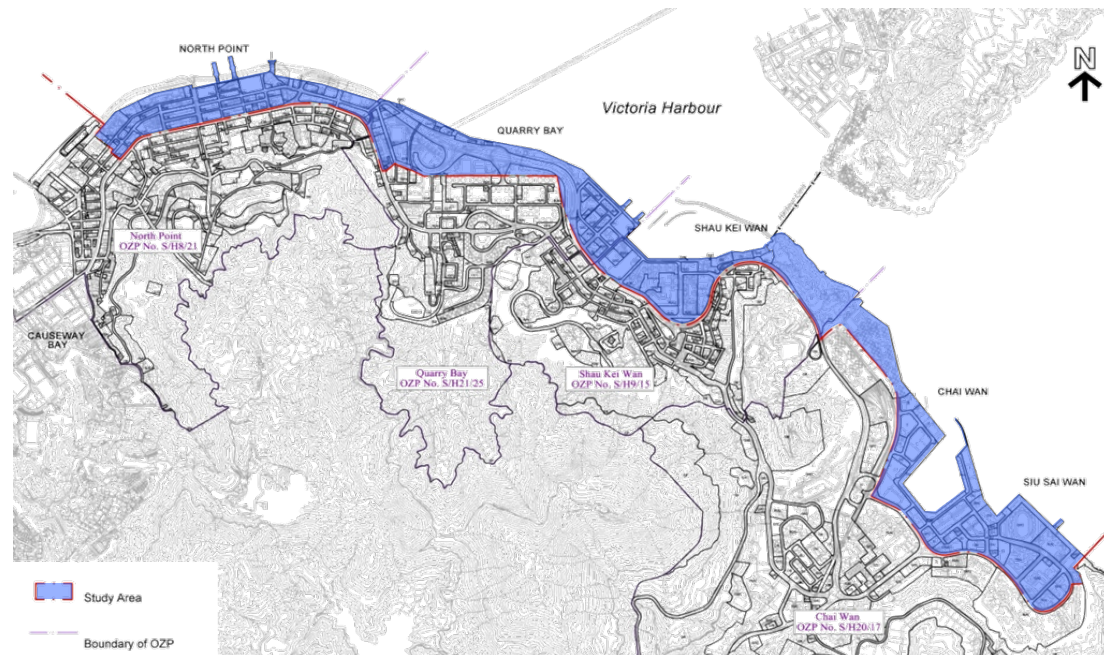 NORTH POINT
N
Victoria Harbour
QUARRY BAY
SHAU KEI WAN
North Point
OZP No. S/H8/21
CAUSEWAY
BAY
Quarry Bay
OZP No. S/H21/25
Shau Kei Wan
OZP No. S/H9/15
CHAI WAN
SIU SAI WAN
Chai Wan
OZP No. S/H20/17
Study Area
Boundary of OZP